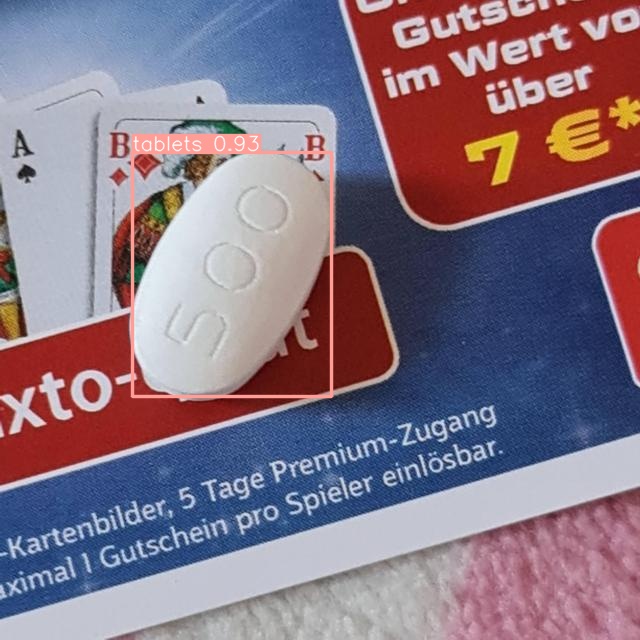 Gutsch
im Wert vo
über
7 €*
A
A
B
B
tablets 0.93
500
xto-
t
-Kartenbilder, 5 Tage Premium-Zugang
aximal 1 Gutschein pro Spieler einlösbar.